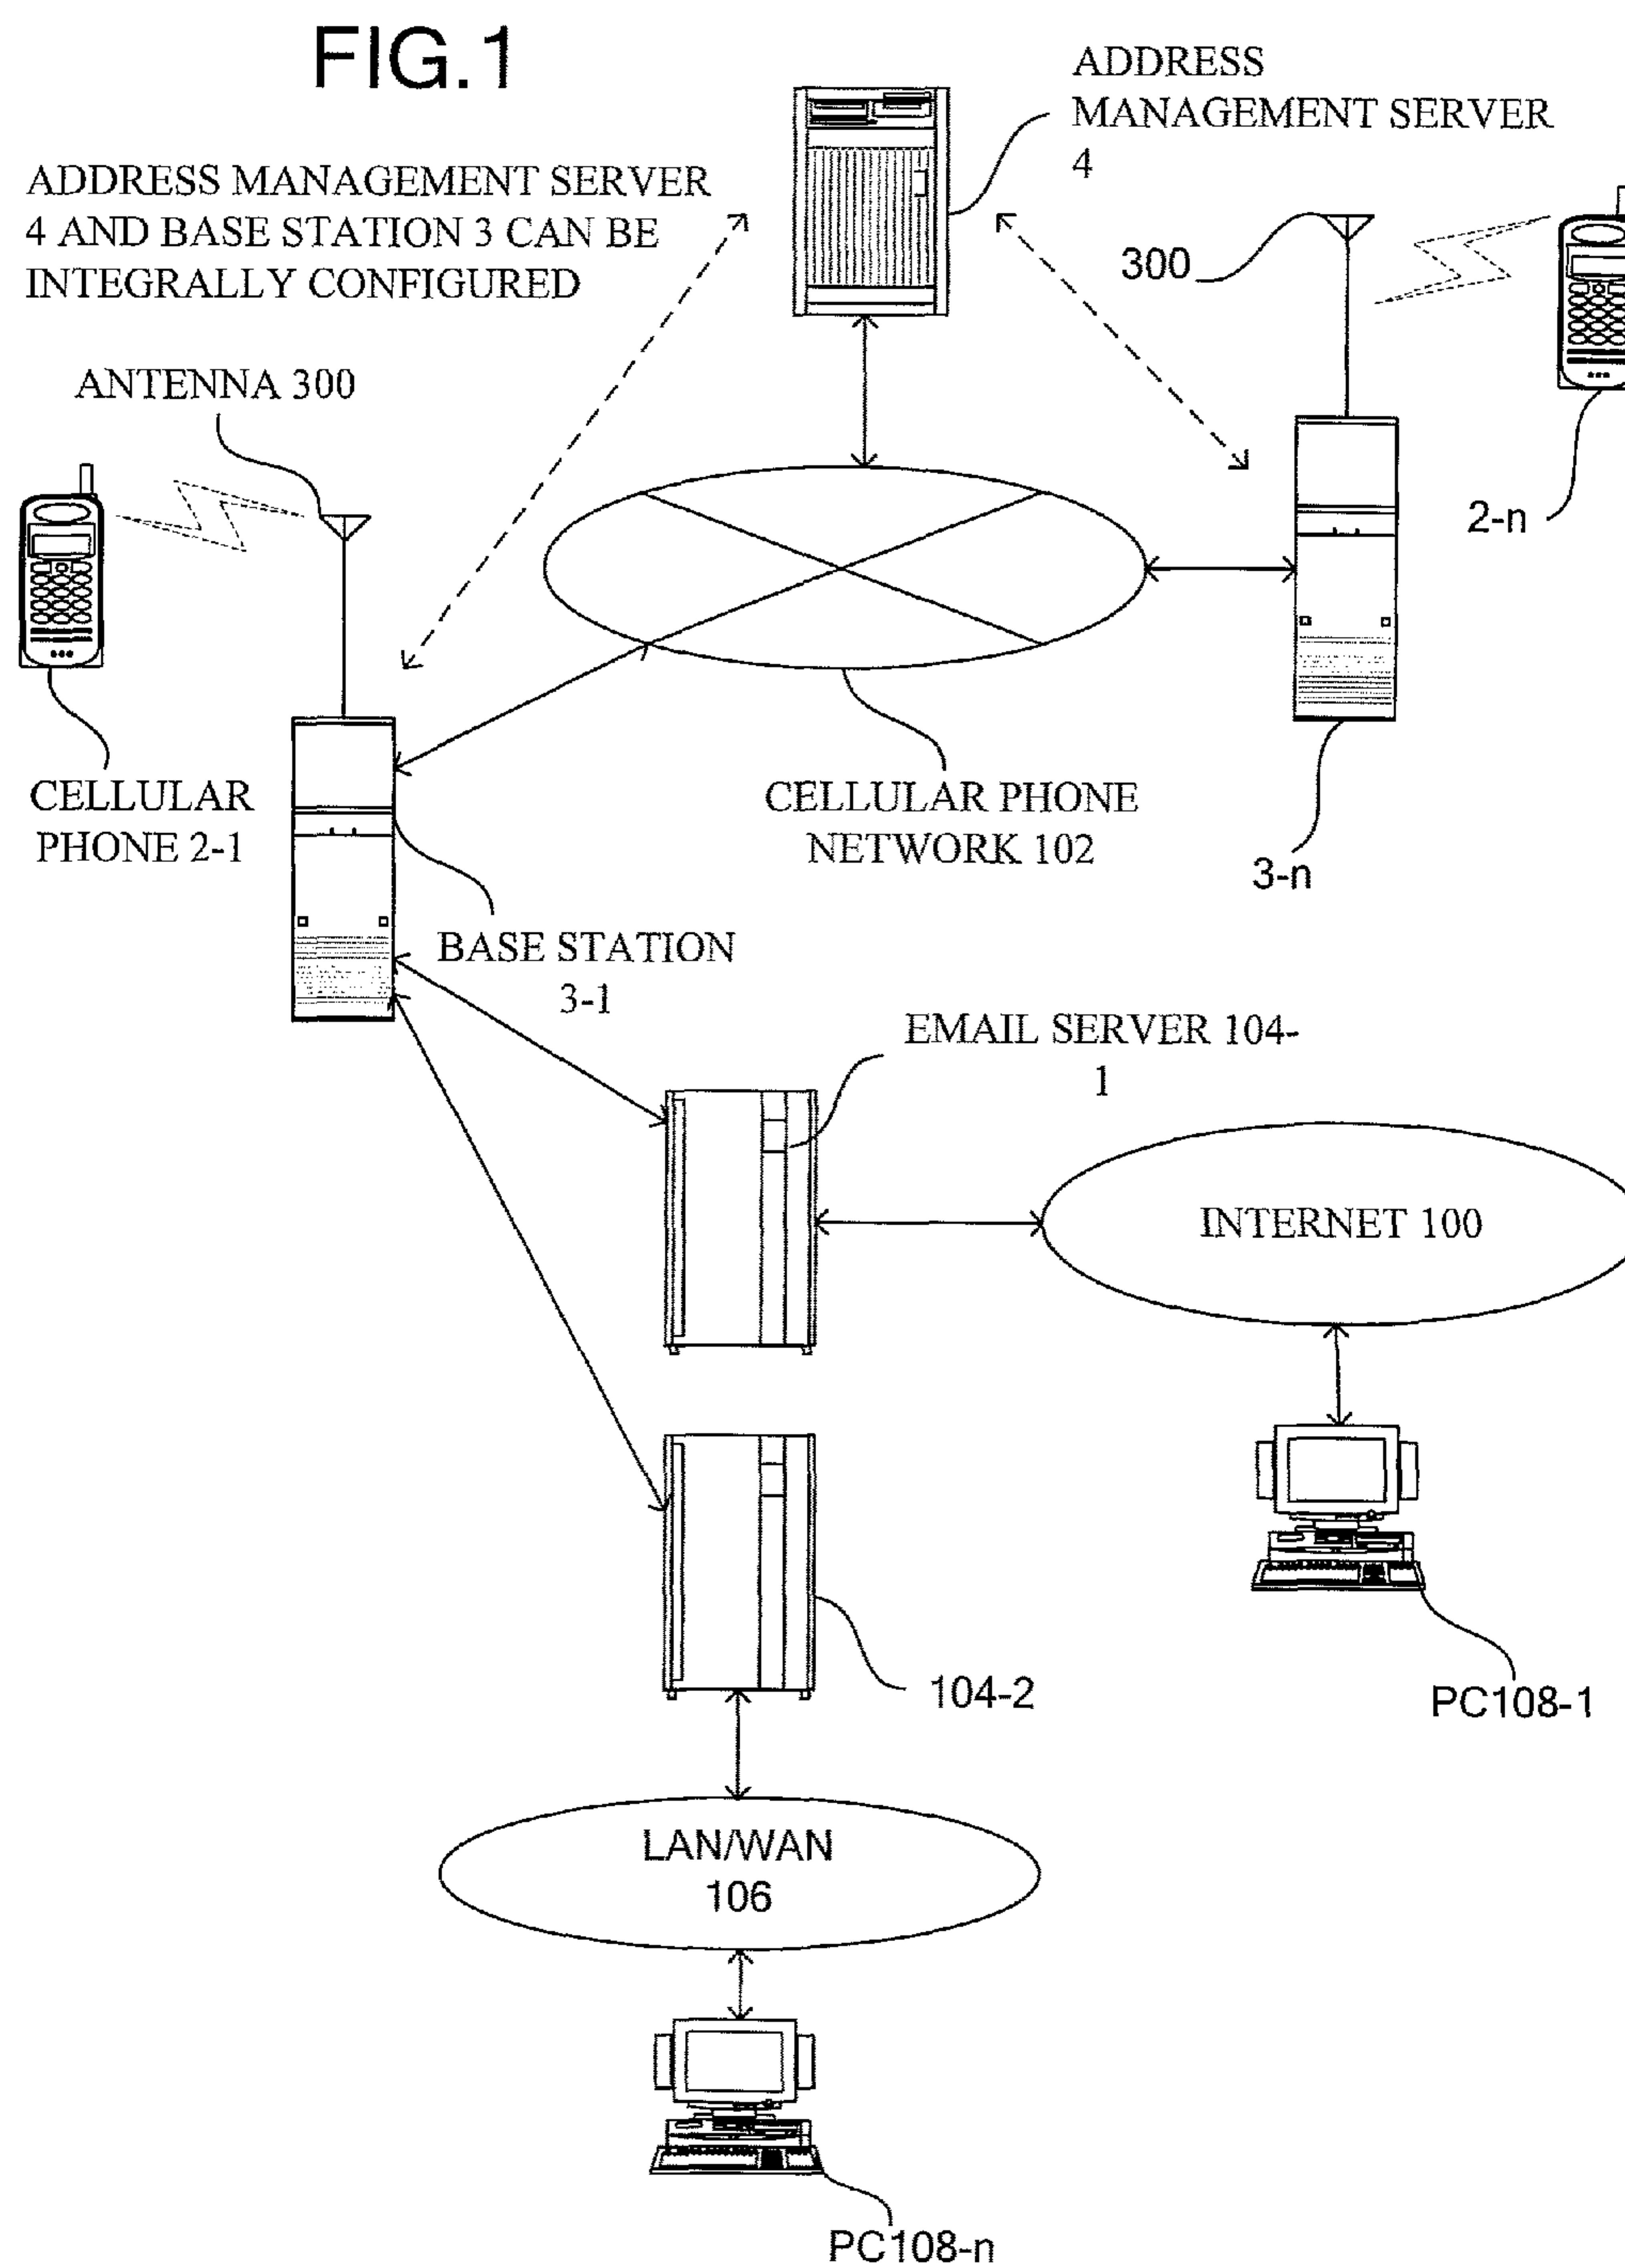 FIG.1
ADDRESS
MANAGEMENT SERVER
4
ADDRESS MANAGEMENT SERVER
4 AND BASE STATION 3 CAN BE
INTEGRALLY CONFIGURED
300
ANTENNA 300
2-n
CELLULAR
PHONE 2-1
CELLULAR PHONE
NETWORK 102
3-n
BASE STATION
3-1
EMAIL SERVER 104-
1
INTERNET 100
104-2
PC108-1
LAN/WAN
106
PC108-n